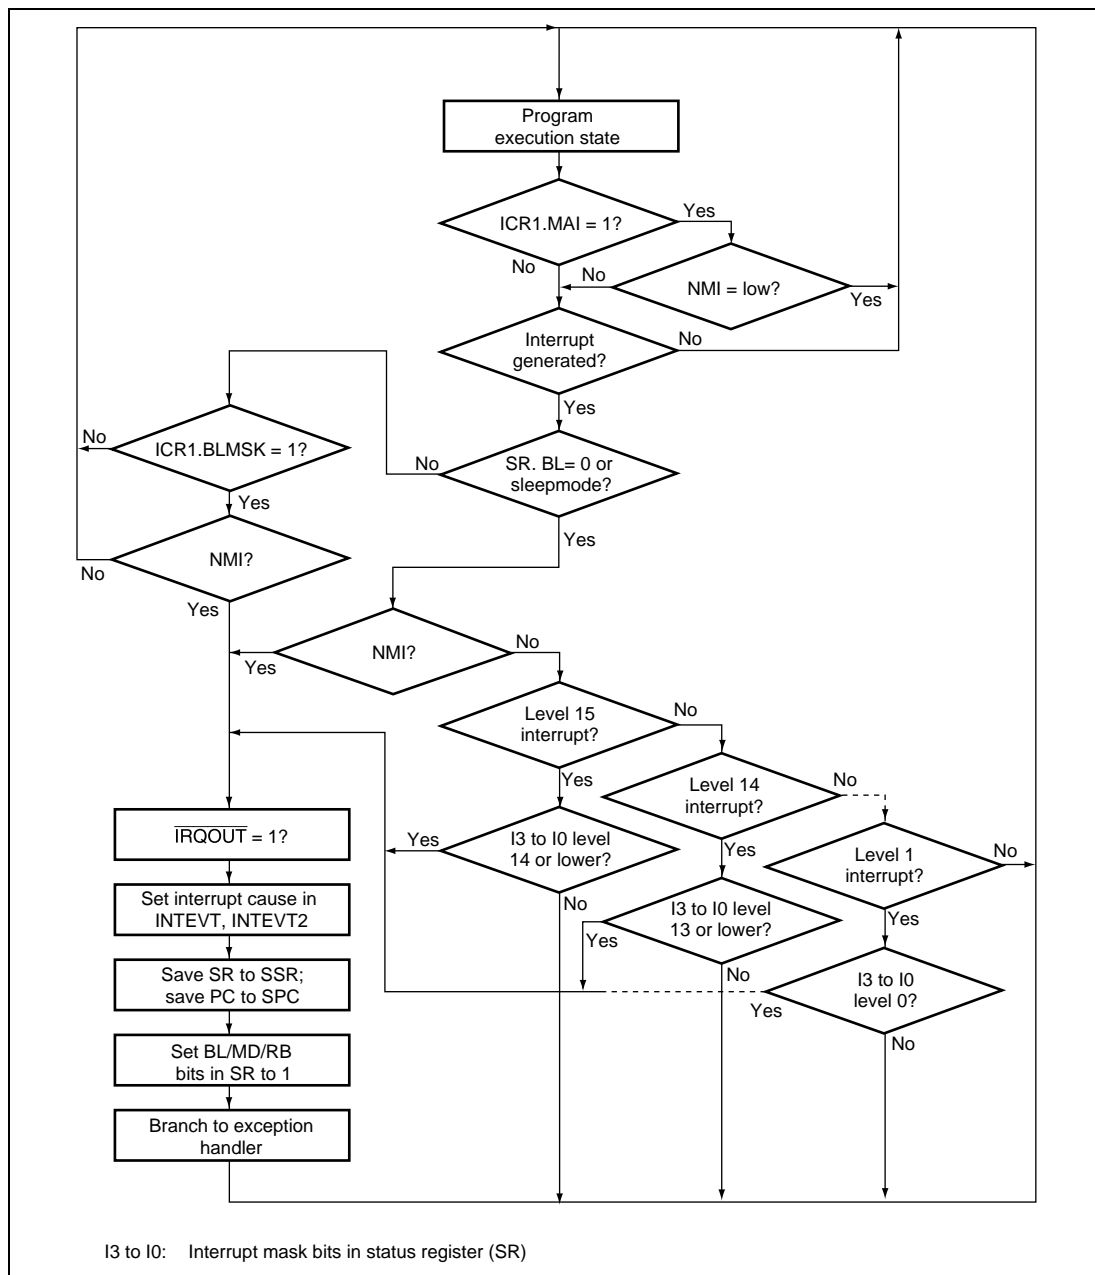 Program
execution state
ICR1.MAI = 1?
Yes
No
NMI = low?
No
Yes
Interrupt
generated?
No
Yes
ICR1.BLMSK = 1?
No
Yes
SR. BL= 0 or
sleepmode?
No
Yes
NMI?
No
Yes
NMI?
Yes
No
Level 15
interrupt?
No
Yes
Level 14
interrupt?
No
Yes
IRQOUT = 1?
I3 to I0 level
14 or lower?
Yes
No
Level 1
interrupt?
No
Yes
Set interrupt cause in
INTEVT, INTEVT2
I3 to I0 level
13 or lower?
Yes
No
Save SR to SSR;
save PC to SPC
I3 to I0
level 0?
Yes
No
Set BL/MD/RB
bits in SR to 1
Branch to exception
handler
I3 to I0: Interrupt mask bits in status register (SR)